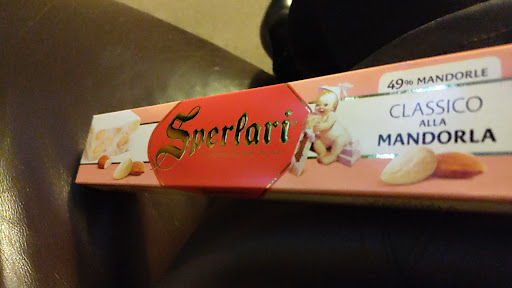 Sperlari
49% MANDORLE
CLASSICO
ALLA
MANDORLA